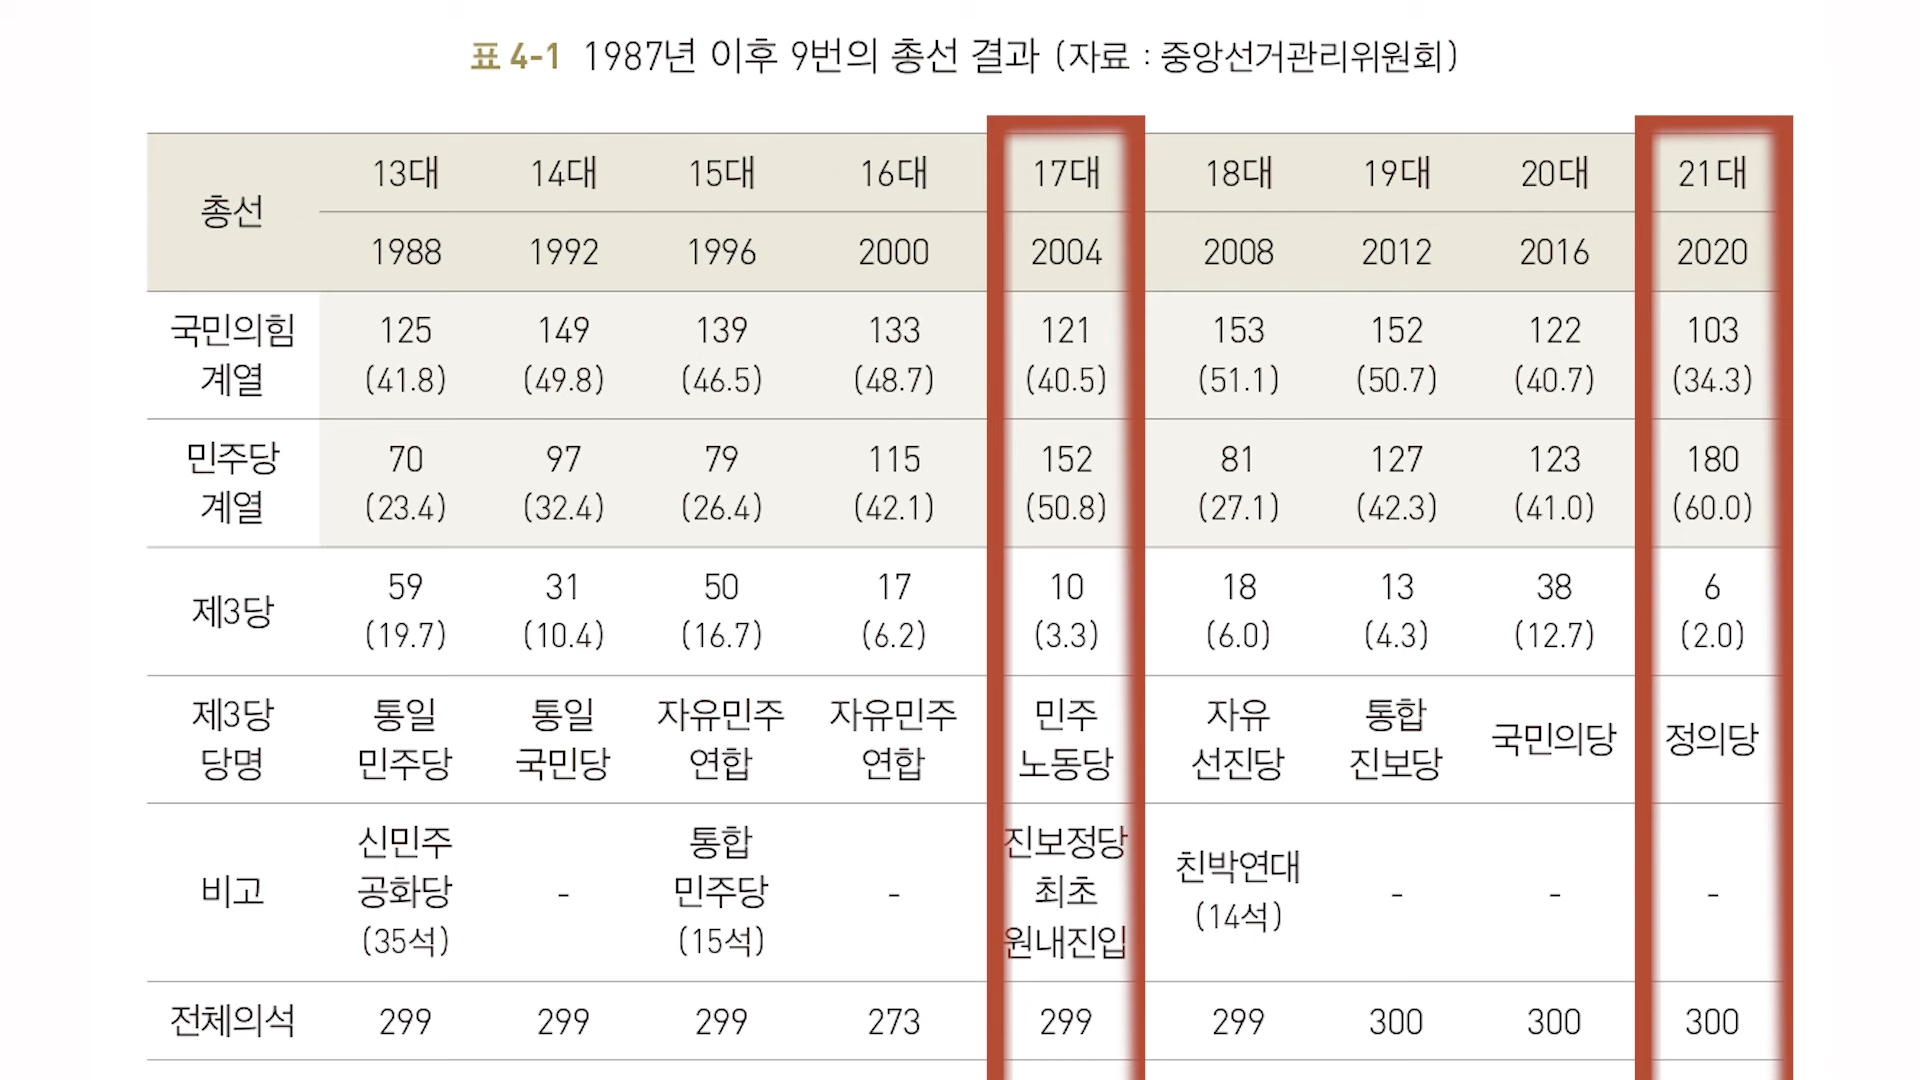 표 4-1 1987년 이후 9번의 총선 결과 (자료 : 중앙선거관리위원회)
총선 13대 14대 15대 16대 17대 18대 19대 20대 21대
1988 1992 1996 2000 2004 2008 2012 2016 2020
국민의힘 계열 125 149 139 133 121 153 152 122 103
(41.8) (49.8) (46.5) (48.7) (40.5) (51.1) (50.7) (40.7) (34.3)
민주당 계열 70 97 79 115 152 81 127 123 180
(23.4) (32.4) (26.4) (42.1) (50.8) (27.1) (42.3) (41.0) (60.0)
제3당 59 31 50 17 10 18 13 38 6
(19.7) (10.4) (16.7) (6.2) (3.3) (6.0) (4.3) (12.7) (2.0)
제3당 당명 통일 민주당 통일 국민당 자유민주 연합 자유민주 연합 민주 노동당 자유 선진당 통합 진보당 국민의당 정의당
비고 신민주 공화당 (35석) - 통합 민주당 (15석) - 진보정당 최초 원내진입 친박연대 (14석) - - -
전체의석 299 299 299 273 299 299 300 300 300